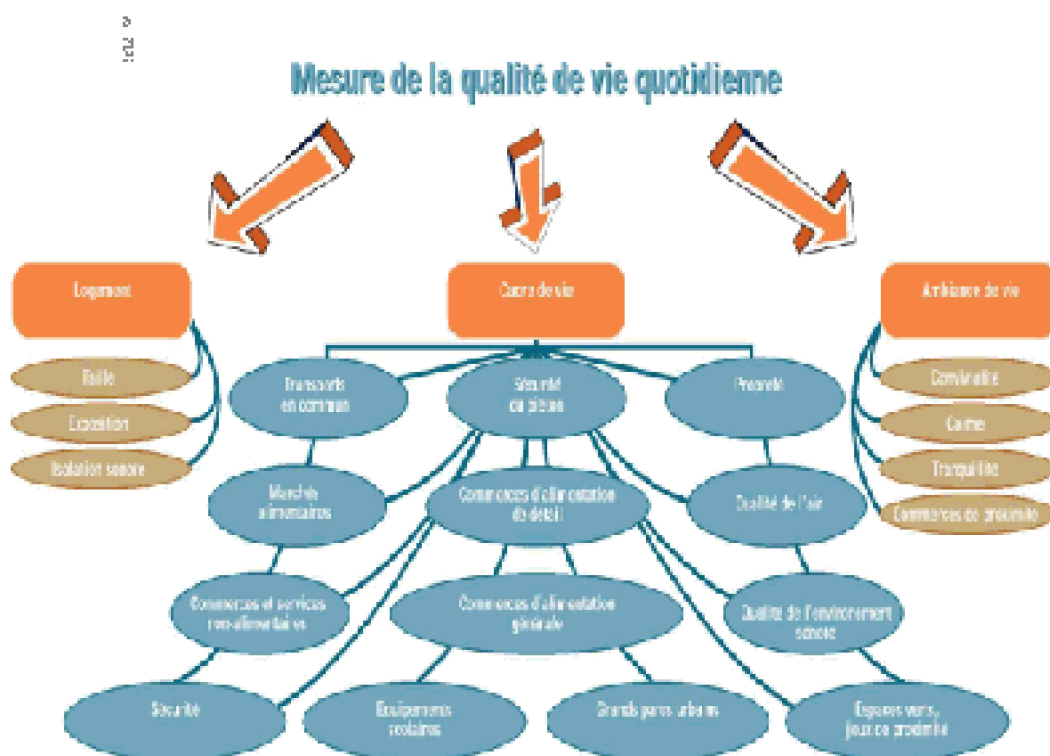 Mesure de la qualité de vie quotidienne
Logement
Cadre de vie
Ambiance de vie
Taille
Exposition
Isolation sonore
Transports
en commun
Sécurité
du piéton
Propreté
Convivialité
Calme
Tranquilité
Commerces de proximité
Marchés
alimentaires
Commerces d'alimentation
de détail
Qualité de l'air
Commerces et services
non-alimentaires
Commerces d'alimentation
générale
Qualité de l'environement
sonore
Sécurité
Equipements
scolaires
Grands parcs urbains
Espaces verts,
jeux de proximité